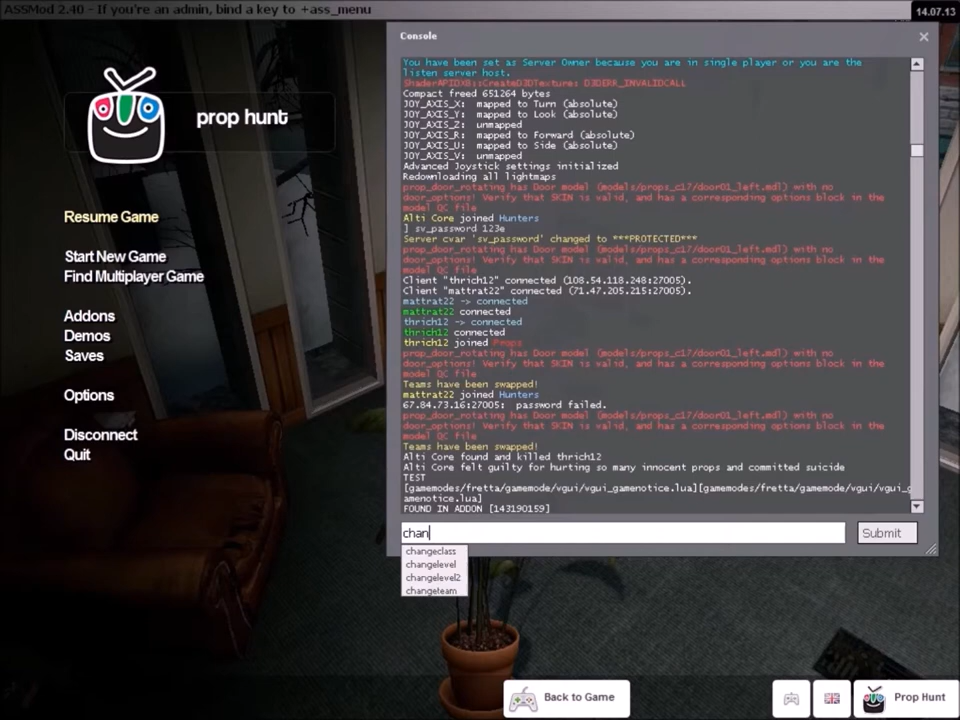 ASSMod 2.40 - If you're an admin, bind a key to +ass_menu
14.07.13
prop hunt
Resume Game
Start New Game
Find Multiplayer Game
Addons
Demos
Saves
Options
Disconnect
Quit
Console
You have been set as Server Owner because you are in single player or you are the
listen server host.
ShaderAPIDX8::CreateD3DTexture: D3DERR_INVALIDCALL
Compact freed 651264 bytes
JOY_AXIS_X: mapped to Turn (absolute)
JOY_AXIS_Y: mapped to Look (absolute)
JOY_AXIS_Z: unmapped
JOY_AXIS_R: mapped to Forward (absolute)
JOY_AXIS_U: mapped to Side (absolute)
JOY_AXIS_V: unmapped
Advanced Joystick settings initialized
Redownloading all lightmaps
prop_door_rotating has Door model (models/props_c17/door01_left.mdl) with no
door_options! Verify that SKIN is valid, and has a corresponding options block in the
model QC file
Alti Core joined Hunters
] sv_password 123e
Server cvar 'sv_password' changed to ***PROTECTED***
prop_door_rotating has Door model (models/props_c17/door01_left.mdl) with no
door_options! Verify that SKIN is valid, and has a corresponding options block in the
model QC file
Client "thrich12" connected (108.54.118.248:27005).
Client "mattrat22" connected (71.47.205.215:27005).
mattrat22 -> connected
mattrat22 connected
thrich12 -> connected
thrich12 connected
thrich12 joined Props
prop_door_rotating has Door model (models/props_c17/door01_left.mdl) with no
door_options! Verify that SKIN is valid, and has a corresponding options block in the
model QC file
Teams have been swapped!
mattrat22 joined Hunters
67.84.73.16:27005: password failed.
prop_door_rotating has Door model (models/props_c17/door01_left.mdl) with no
door_options! Verify that SKIN is valid, and has a corresponding options block in the
model QC file
Teams have been swapped!
Alti Core found and killed thrich12
Alti Core felt guilty for hurting so many innocent props and committed suicide
TEST
[gamemodes/fretta/gamemode/vgui/vgui_gamenotice.lua][gamemodes/fretta/gamemode/vgui/vgui_g
amenotice.lua]
FOUND IN ADDON [143190159]
chan
Submit
changeclass
changelevel
changelevel2
changeteam
Back to Game
Prop Hunt